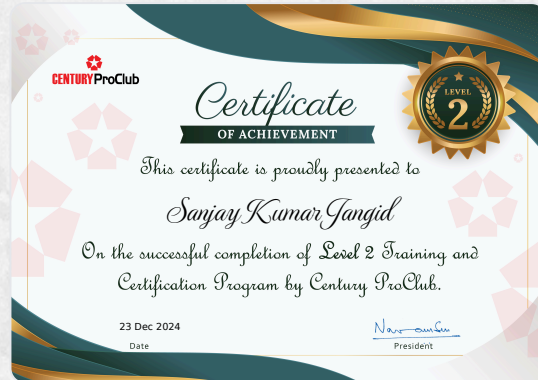 CENTURY ProClub
LEVEL
2
Certificate
OF ACHIEVEMENT
This certificate is proudly presented to
Sanjay Kumar Jangid
On the successful completion of Level 2 Training and
Certification Program by Century ProClub.
23 Dec 2024
Date
President